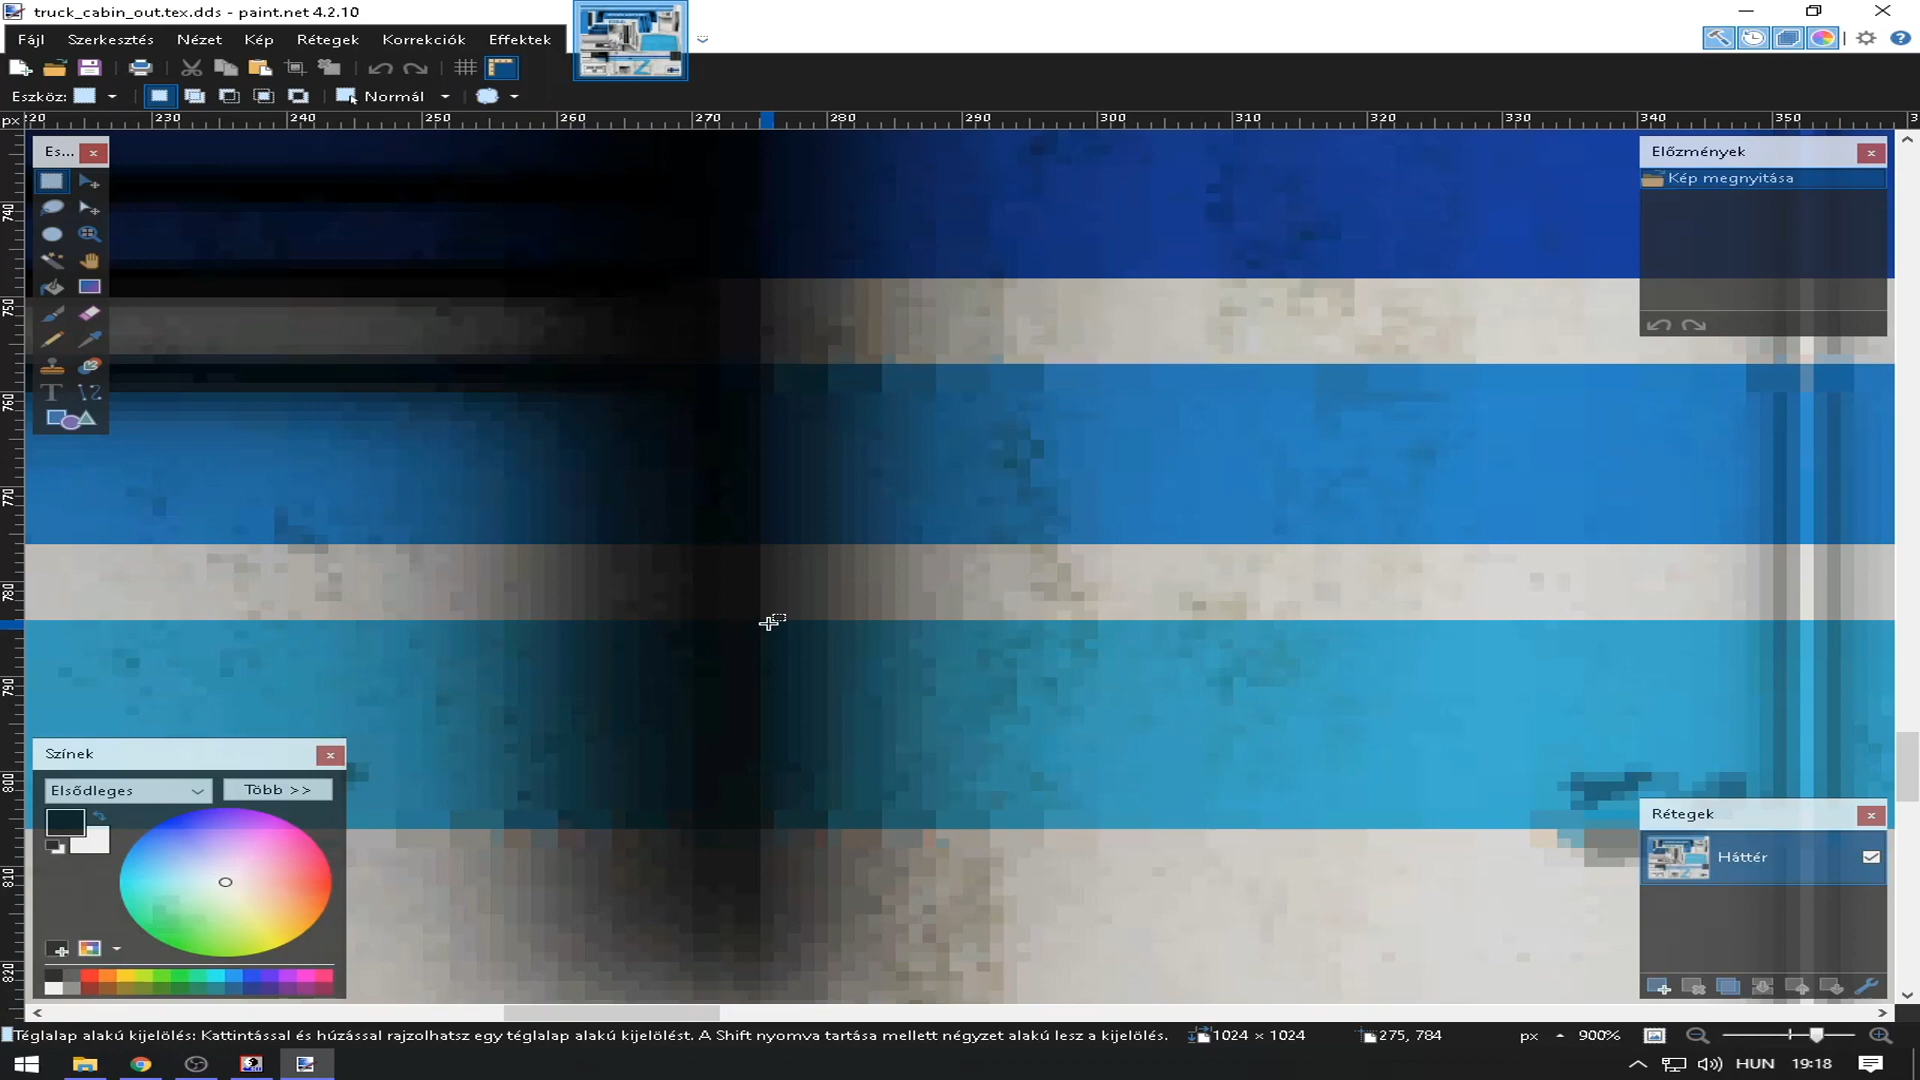 truck_cabin_out.tex.dds - paint.net 4.2.10
Fájl Szerkesztés Nézet Kép Rétegek Korrekciók Effektek
Eszköz: Normál
px 220 230 240 250 260 270 280 290 300 310 320 330 340 350
Es...
Előzmények
Kép megnyitása
740
750
760
770
780
790
800
810
820
Színek
Elsődleges Több >>
Rétegek
Háttér
Téglalap alakú kijelölés: Kattintással és húzással rajzolhatsz egy téglalap alakú kijelölést. A Shift nyomva tartása mellett négyzet alakú lesz a kijelölés. 1024 × 1024 275, 784 px 900%
HUN 19:18